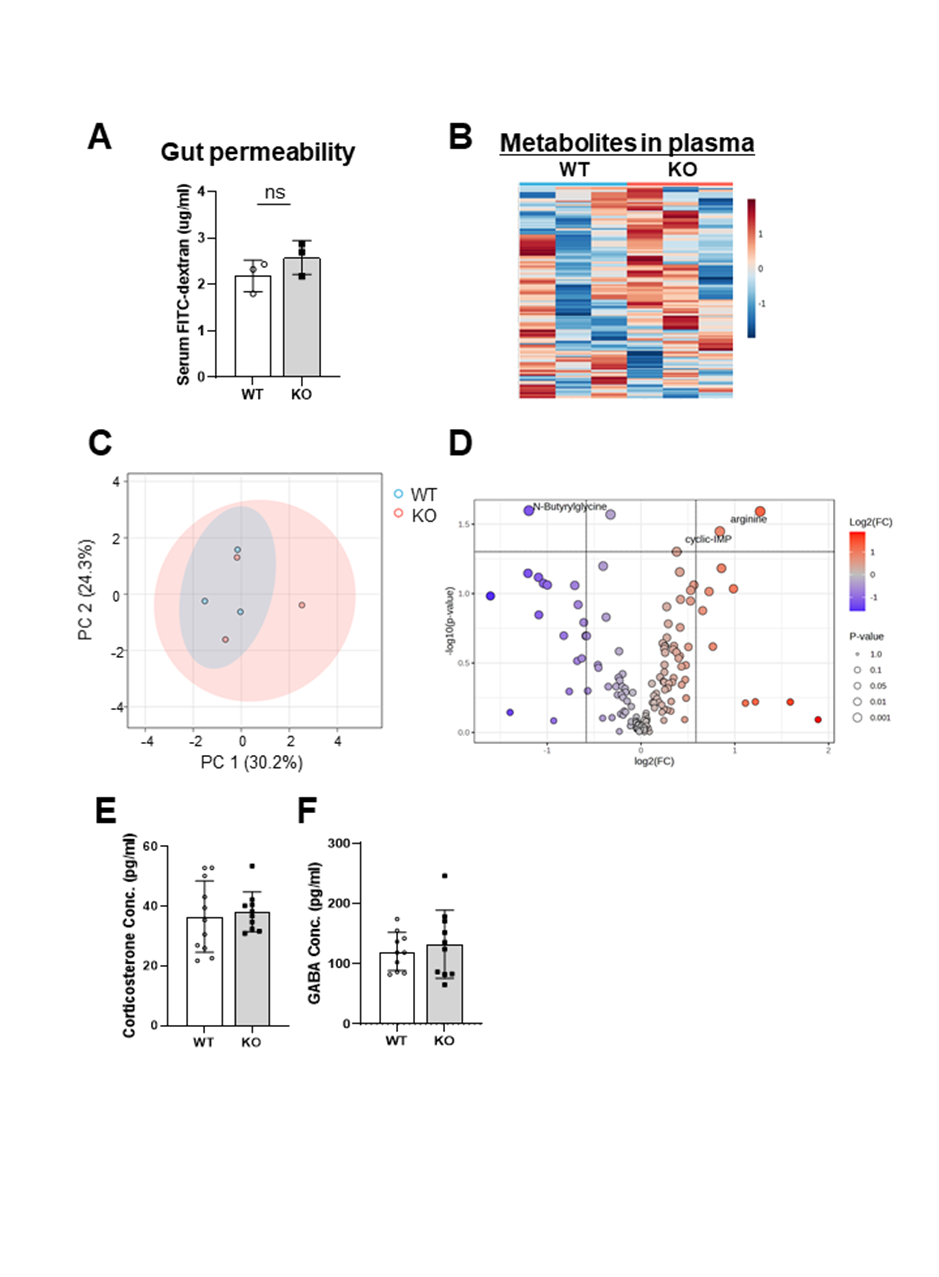 A
Gut permeability
Serum FITC-dextran (ug/ml)
4
3
2
1
0
ns
WT
KO
B
Metabolites in plasma
WT
KO
1
0
-1
C
PC 2 (24.3%)
4
2
0
-2
-4
-4
-2
0
2
4
PC 1 (30.2%)
WT
KO
D
-log10(p-value)
1.5
1.0
0.5
0.0
N-Butyrylglycine
arginine
cyclic-IMP
-1
0
1
2
log2(FC)
Log2(FC)
1
0
-1
P-value
1.0
0.1
0.05
0.01
0.001
E
Corticosterone Conc. (pg/ml)
60
40
20
0
WT
KO
F
GABA Conc. (pg/ml)
300
200
100
0
WT
KO